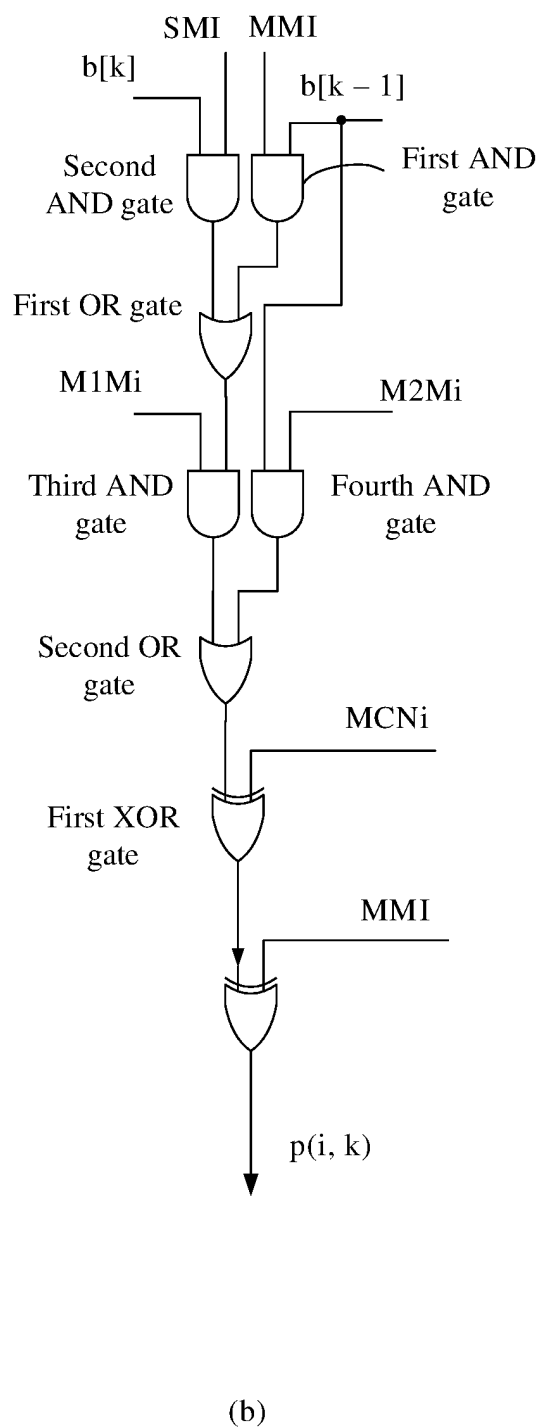 SMI MMI
b[k]
b[k – 1]
Second
AND gate
First AND
gate
First OR gate
M1Mi
M2Mi
Third AND
gate
Fourth AND
gate
Second OR
gate
MCNi
First XOR
gate
MMI
p(i, k)
(b)